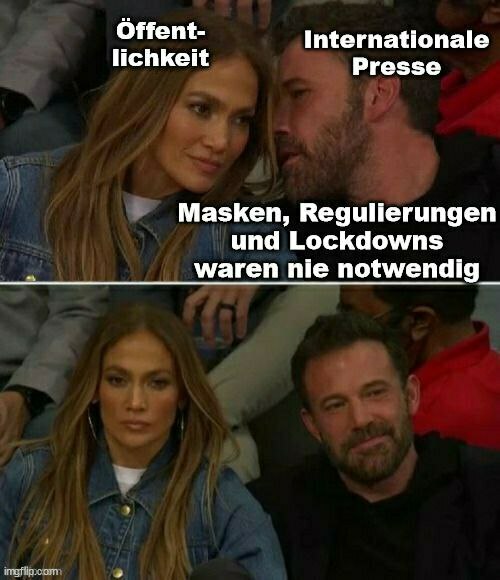 Öffent-
lichkeit
Internationale
Presse
Masken, Regulierungen
und Lockdowns
waren nie notwendig
imgflip.com